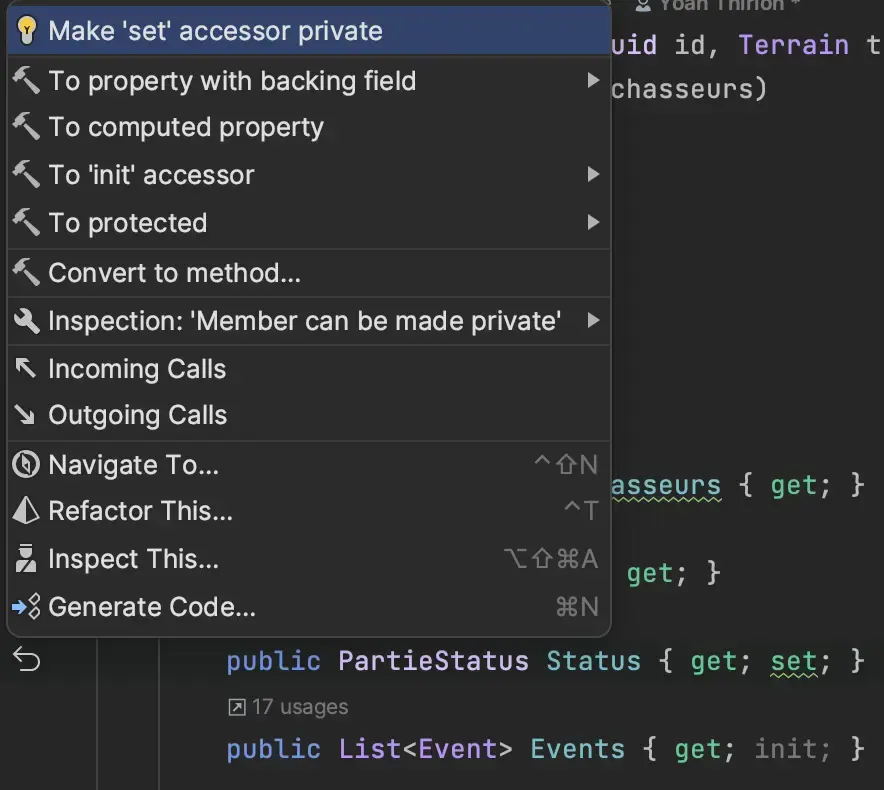 Yoan Thirion *
Make 'set' accessor private
uid id, Terrain t
To property with backing field
chasseurs)
To computed property
To 'init' accessor
To protected
Convert to method...
Inspection: 'Member can be made private'
Incoming Calls
Outgoing Calls
Navigate To... ^⇧N
asseurs { get; }
Refactor This... ^T
Inspect This... ⌥⇧⌘A
get; }
Generate Code... ⌘N
public PartieStatus Status { get; set; }
17 usages
public List<Event> Events { get; init; }